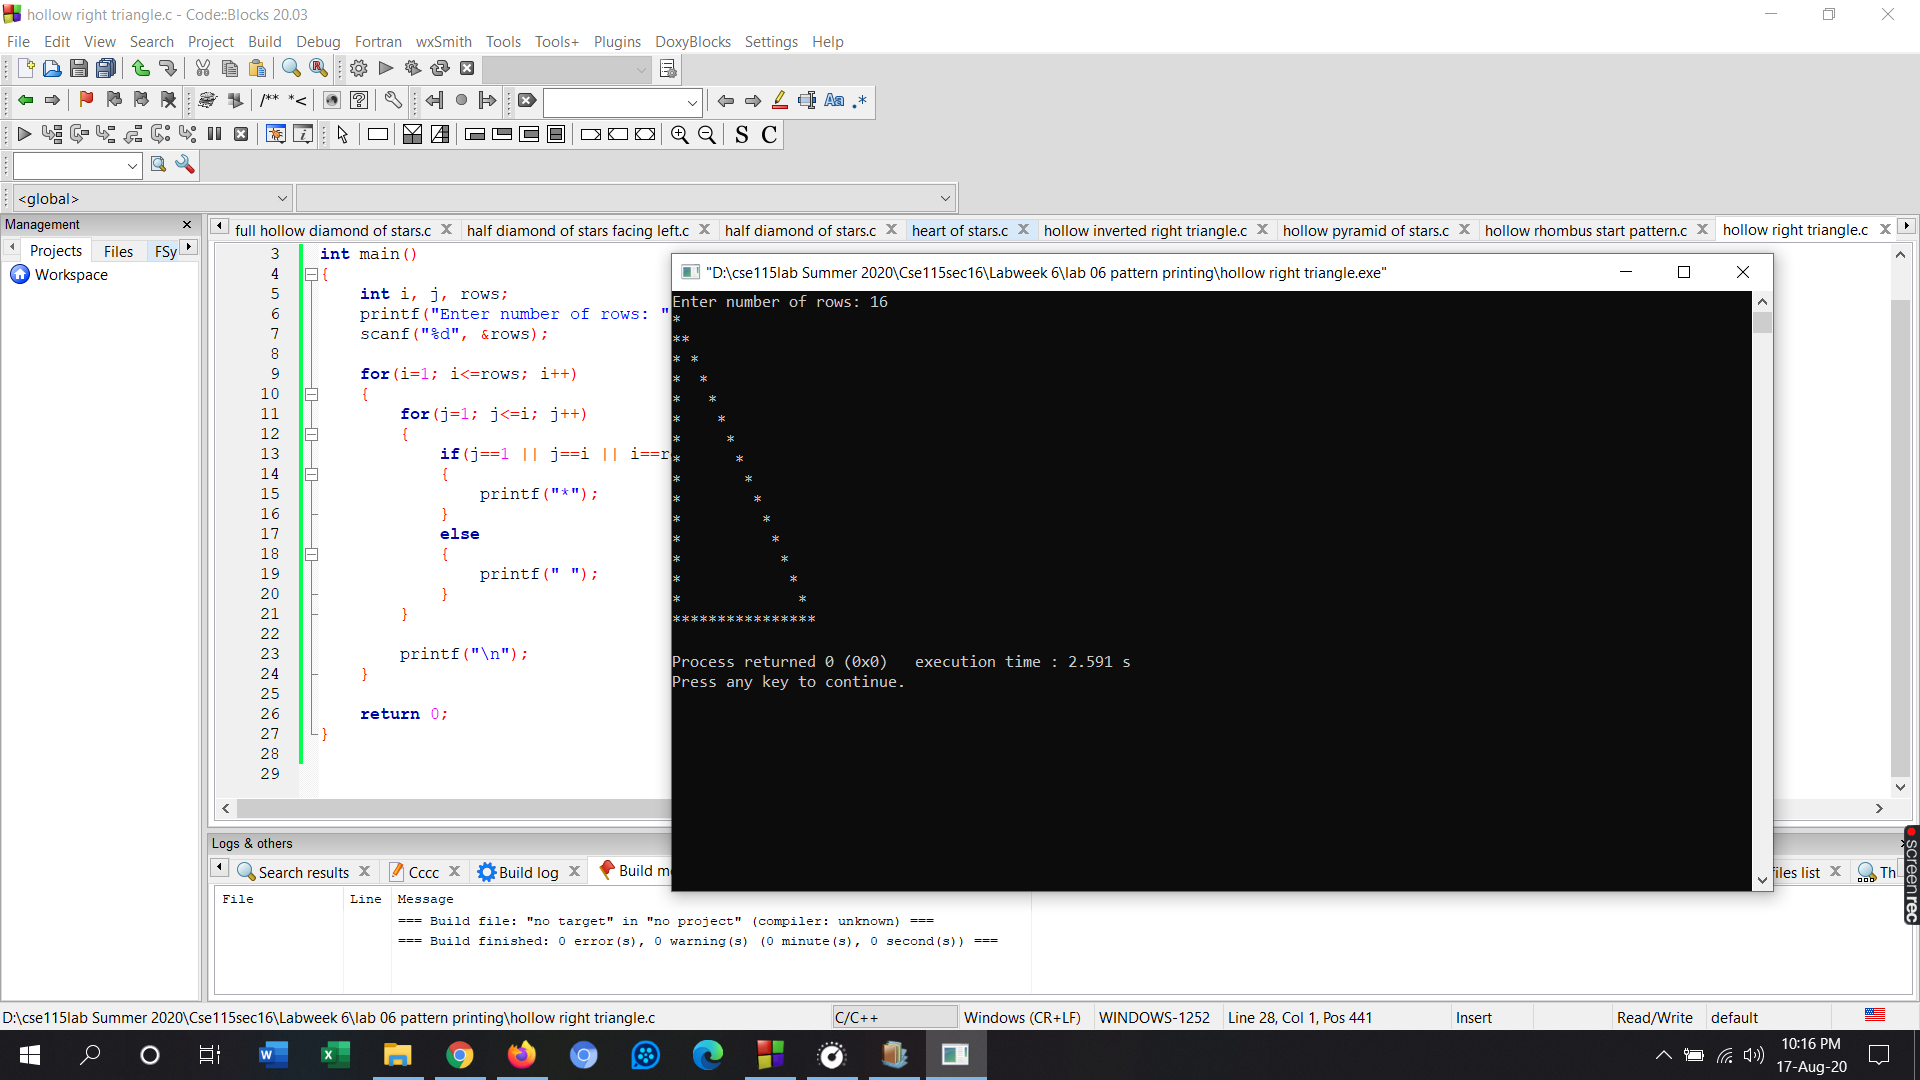 hollow right triangle.c - Code::Blocks 20.03
File Edit View Search Project Build Debug Fortran wxSmith Tools Tools+ Plugins DoxyBlocks Settings Help
/** *<
Aa .*
S C
<global>
Management
Projects Files FSy
Workspace
full hollow diamond of stars.c half diamond of stars facing left.c half diamond of stars.c heart of stars.c hollow inverted right triangle.c hollow pyramid of stars.c hollow rhombus start pattern.c hollow right triangle.c
3 int main()
4 {
5 int i, j, rows;
6 printf("Enter number of rows: "
7 scanf("%d", &rows);
8
9 for(i=1; i<=rows; i++)
10 {
11 for(j=1; j<=i; j++)
12 {
13 if(j==1 || j==i || i==r
14 {
15 printf("*");
16 }
17 else
18 {
19 printf(" ");
20 }
21 }
22
23 printf("\n");
24 }
25
26 return 0;
27 }
28
29
"D:\cse115lab Summer 2020\Cse115sec16\Labweek 6\lab 06 pattern printing\hollow right triangle.exe"
Enter number of rows: 16
*
**
* *
*  *
*   *
*    *
*     *
*      *
*       *
*        *
*         *
*          *
*           *
*            *
*             *
****************
Process returned 0 (0x0)   execution time : 2.591 s
Press any key to continue.
Logs & others
Search results Cccc Build log Build me iles list Th
File Line Message
=== Build file: "no target" in "no project" (compiler: unknown) ===
=== Build finished: 0 error(s), 0 warning(s) (0 minute(s), 0 second(s)) ===
screenrec
D:\cse115lab Summer 2020\Cse115sec16\Labweek 6\lab 06 pattern printing\hollow right triangle.c C/C++ Windows (CR+LF) WINDOWS-1252 Line 28, Col 1, Pos 441 Insert Read/Write default
10:16 PM
17-Aug-20